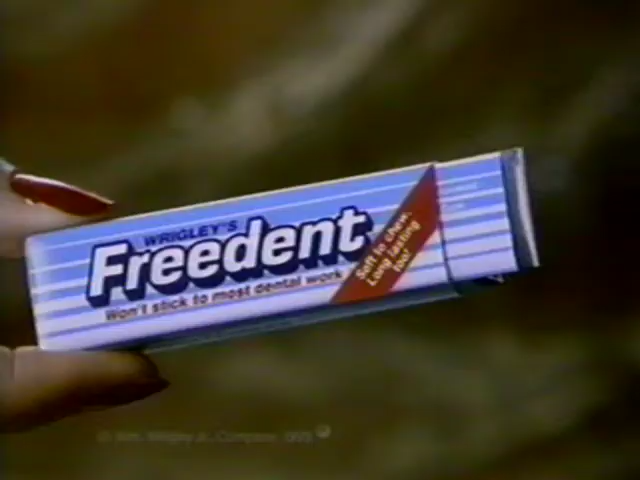 WRIGLEY'S
Freedent
Won't stick to most dental work
Soft to chew.
Long lasting
too!